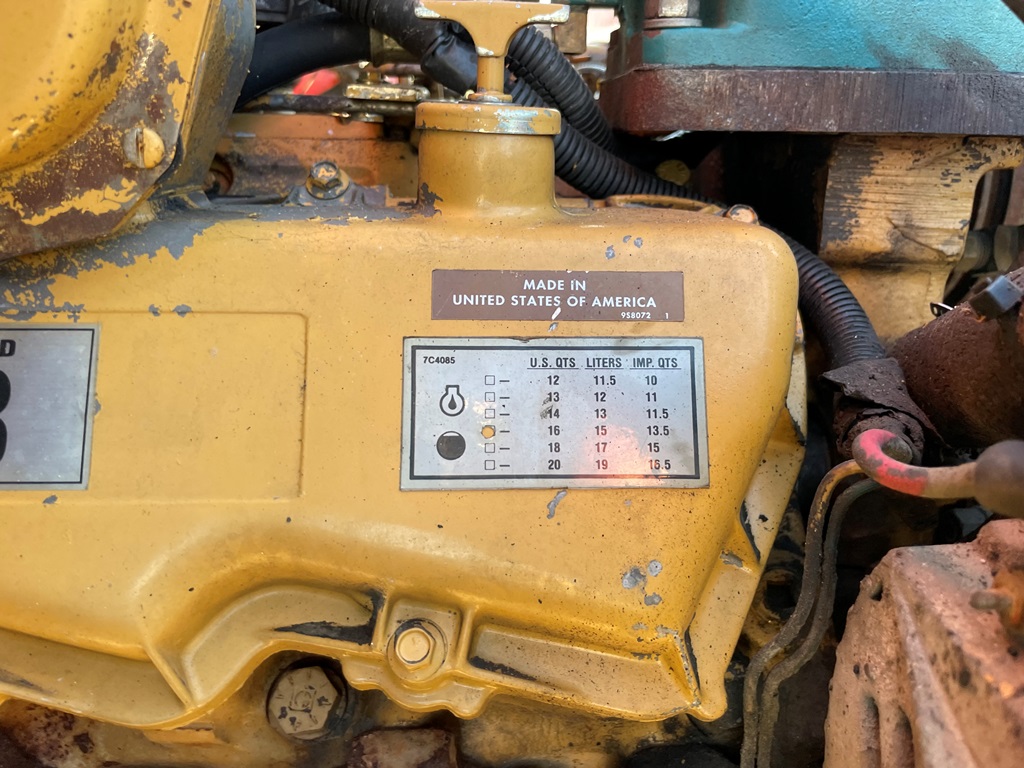 MADE IN
UNITED STATES OF AMERICA
958072 1
D
7C4085 U.S. QTS LITERS IMP. QTS
12 11.5 10
13 12 11
14 13 11.5
16 15 13.5
18 17 15
20 19 16.5